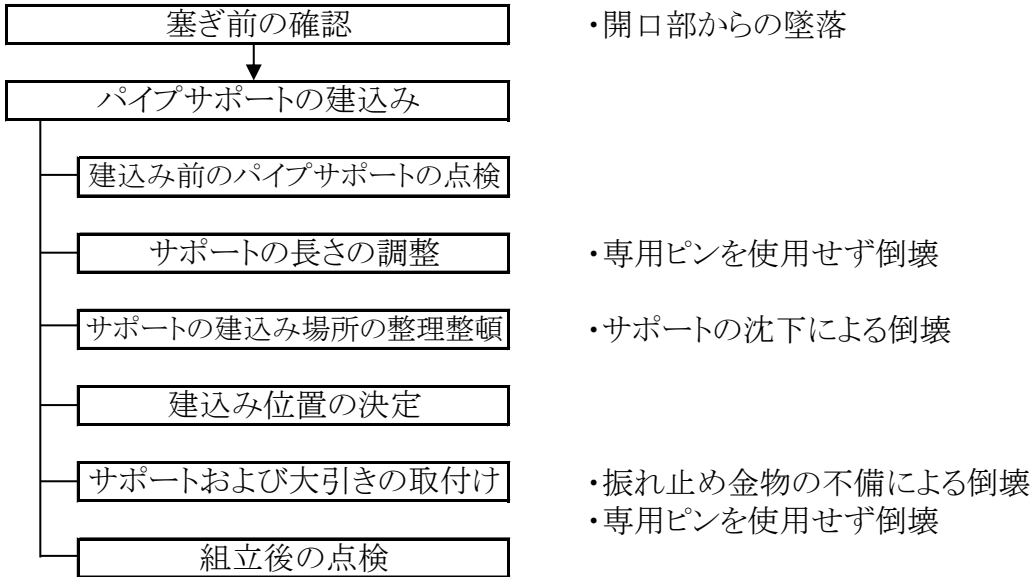 塞ぎ前の確認
・開口部からの墜落
パイプサポートの建込み
建込み前のパイプサポートの点検
サポートの長さの調整
・専用ピンを使用せず倒壊
サポートの建込み場所の整理整頓
・サポートの沈下による倒壊
建込み位置の決定
サポートおよび大引きの取付け
・振れ止め金物の不備による倒壊
・専用ピンを使用せず倒壊
組立後の点検